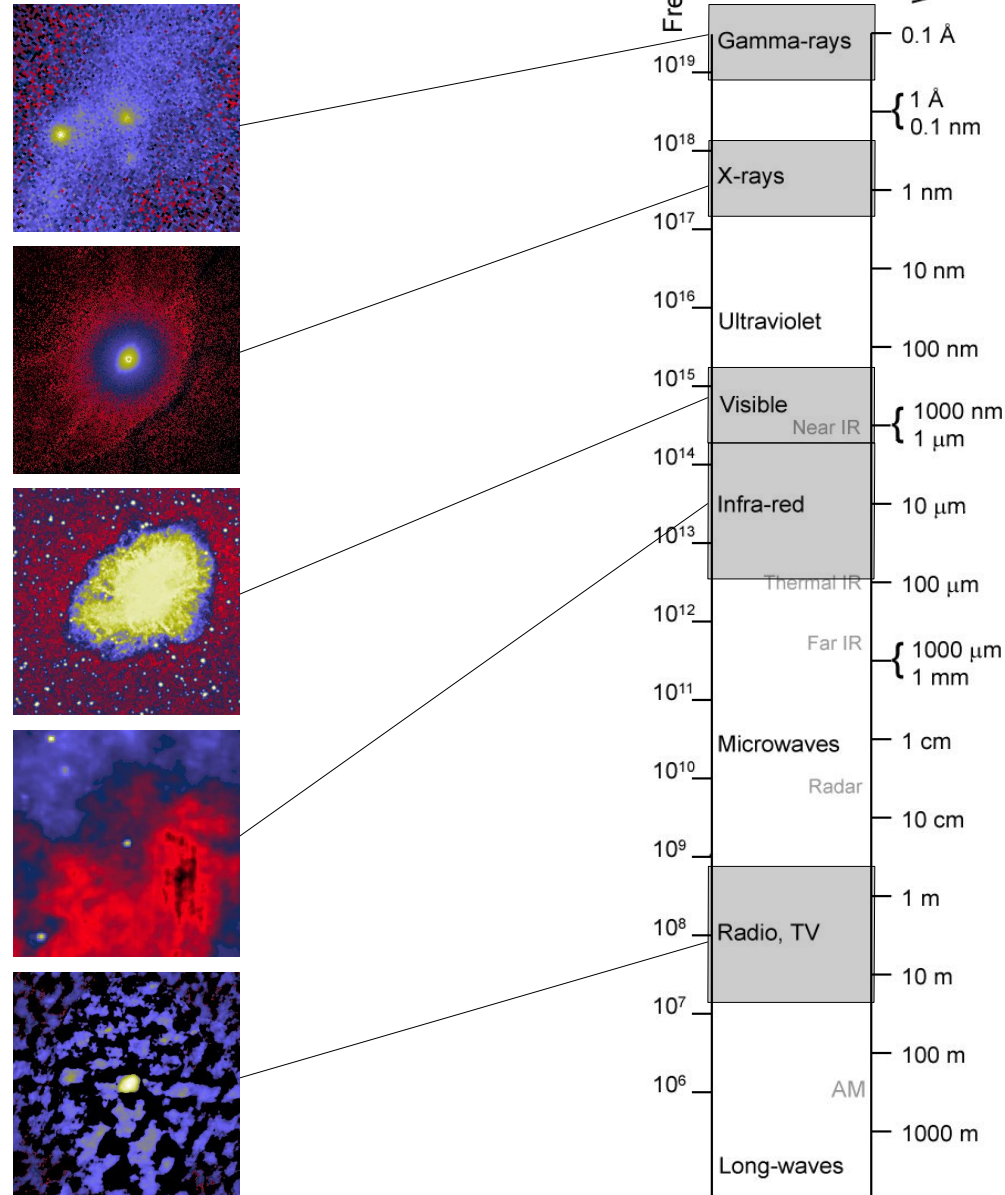 Fre
Gamma-rays
0.1 Å
10¹⁹
1 Å
0.1 nm
10¹⁸
X-rays
1 nm
10¹⁷
10 nm
10¹⁶
Ultraviolet
100 nm
10¹⁵
Visible
1000 nm
Near IR
1 μm
10¹⁴
Infra-red
10 μm
10¹³
Thermal IR
100 μm
10¹²
Far IR
1000 μm
1 mm
10¹¹
Microwaves
1 cm
10¹⁰
Radar
10 cm
10⁹
1 m
10⁸
Radio, TV
10 m
10⁷
100 m
10⁶
AM
1000 m
Long-waves